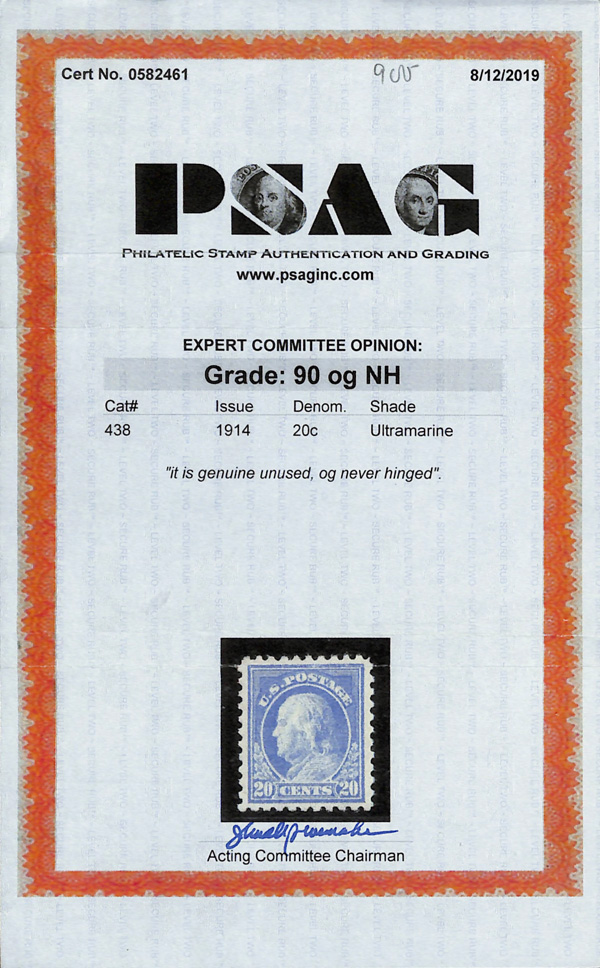 Cert No. 0582461 900 8/12/2019
PSAG
PHILATELIC STAMP AUTHENTICATION AND GRADING
www.psaginc.com
EXPERT COMMITTEE OPINION:
Grade: 90 og NH
Cat# Issue Denom. Shade
438 1914 20c Ultramarine
"it is genuine unused, og never hinged".
U.S. POSTAGE
20 CENTS 20
Acting Committee Chairman